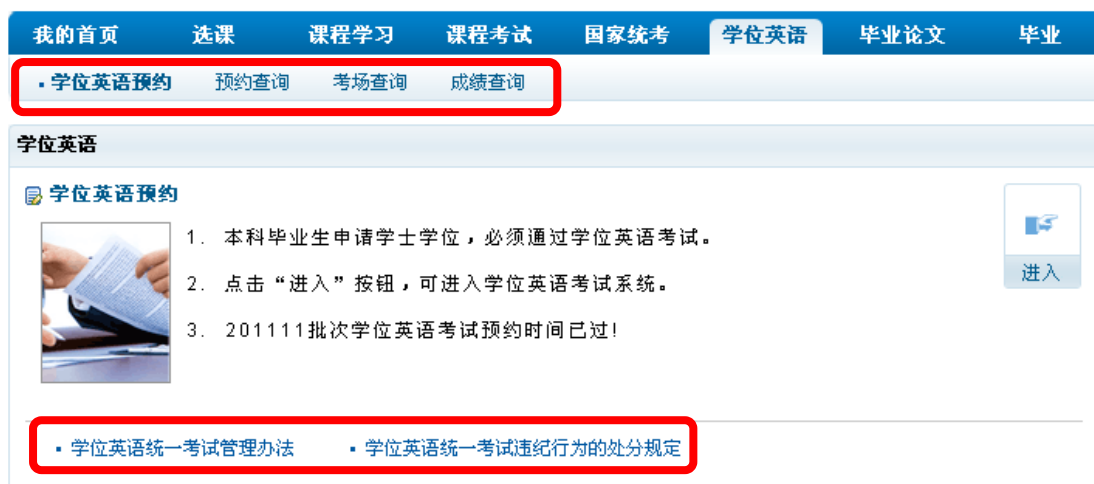 我的首页 选课 课程学习 课程考试 国家统考 学位英语 毕业论文 毕业
学位英语预约 预约查询 考场查询 成绩查询
学位英语
学位英语预约
1. 本科毕业生申请学士学位，必须通过学位英语考试。
2. 点击“进入”按钮，可进入学位英语考试系统。
3. 201111批次学位英语考试预约时间已过!
进入
学位英语统一考试管理办法 学位英语统一考试违纪行为的处分规定